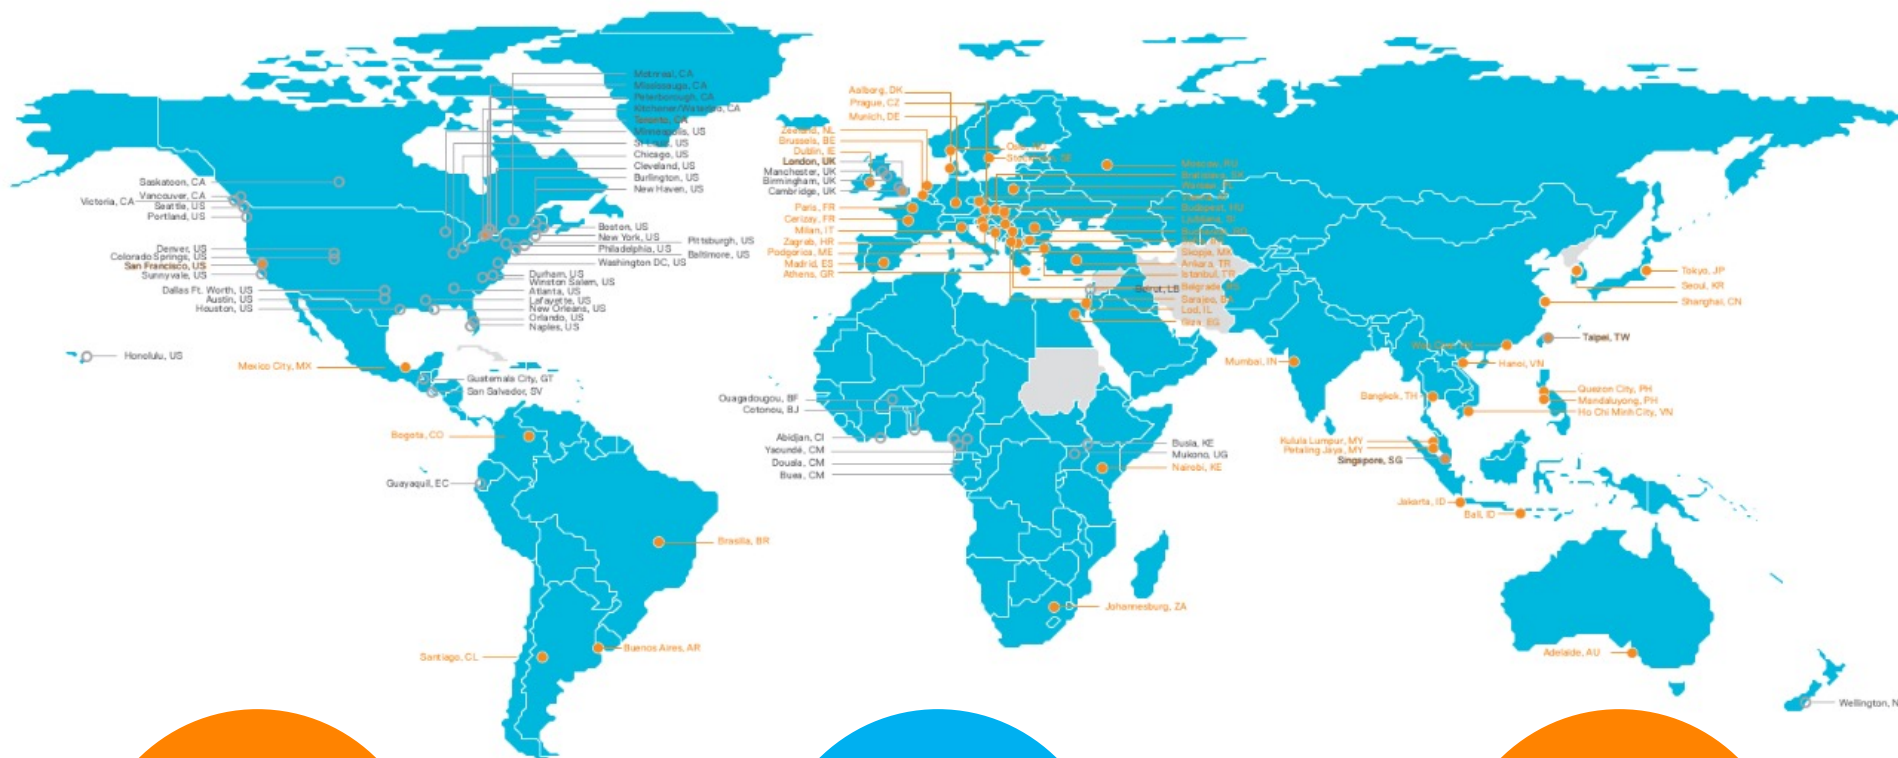 Mississauga, CA
Peterborough, CA
Kitchener/Waterloo, CA
Toronto, CA
Minneapolis, US
St Louis, US
Chicago, US
Cleveland, US
Burlington, US
New Haven, US
Saskatoon, CA
Vancouver, CA
Victoria, CA
Seattle, US
Portland, US
Denver, US
Colorado Springs, US
San Francisco, US
Sunnyvale, US
Dallas Ft. Worth, US
Austin, US
Houston, US
Boston, US
New York, US
Pittsburgh, US
Philadelphia, US
Baltimore, US
Washington DC, US
Durham, US
Winston Salem, US
Atlanta, US
Lafayette, US
New Orleans, US
Orlando, US
Naples, US
Honolulu, US
Mexico City, MX
Guatemala City, GT
San Salvador, SV
Bogota, CO
Guayaquil, EC
Brasilia, BR
Santiago, CL
Buenos Aires, AR
Aalborg, DK
Prague, CZ
Munich, DE
Zeeland, NL
Brussels, BE
Dublin, IE
London, UK
Manchester, UK
Birmingham, UK
Cambridge, UK
Paris, FR
Cerizay, FR
Milan, IT
Zagreb, HR
Podgorica, ME
Madrid, ES
Athens, GR
Moscow, RU
Bratislava, SK
Budapest, HU
Ljubljana, SI
Ankara, TR
Istanbul, TR
Belgrade, RS
Beirut, LB
Lod, IL
Giza, EG
Ouagadougou, BF
Cotonou, BJ
Abidjan, CI
Yaoundé, CM
Douala, CM
Buea, CM
Busia, KE
Mukono, UG
Nairobi, KE
Johannesburg, ZA
Tokyo, JP
Seoul, KR
Shanghai, CN
Taipei, TW
Mumbai, IN
Hanoi, VN
Bangkok, TH
Quezon City, PH
Mandaluyong, PH
Ho Chi Minh City, VN
Petaling Jaya, MY
Singapore, SG
Jakarta, ID
Bali, ID
Adelaide, AU
Wellington, N